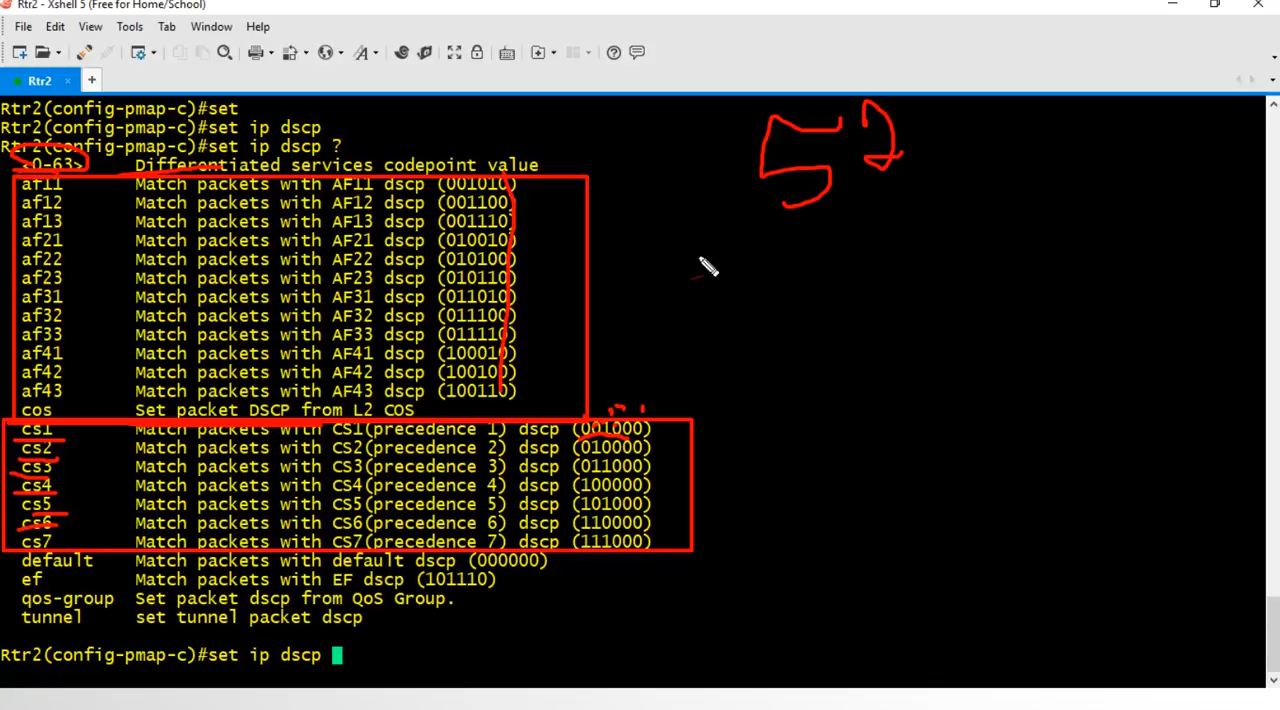 Rtr2 - Xshell 5 (Free for Home/School)
File Edit View Tools Tab Window Help
Rtr2
Rtr2(config-pmap-c)#set
Rtr2(config-pmap-c)#set ip dscp
Rtr2(config-pmap-c)#set ip dscp ?
<0-63> Differentiated services codepoint value
af11 Match packets with AF11 dscp (001010)
af12 Match packets with AF12 dscp (001100)
af13 Match packets with AF13 dscp (001110)
af21 Match packets with AF21 dscp (010010)
af22 Match packets with AF22 dscp (010100)
af23 Match packets with AF23 dscp (010110)
af31 Match packets with AF31 dscp (011010)
af32 Match packets with AF32 dscp (011100)
af33 Match packets with AF33 dscp (011110)
af41 Match packets with AF41 dscp (100010)
af42 Match packets with AF42 dscp (100100)
af43 Match packets with AF43 dscp (100110)
cos Set packet DSCP from L2 COS
cs1 Match packets with CS1(precedence 1) dscp (001000)
cs2 Match packets with CS2(precedence 2) dscp (010000)
cs3 Match packets with CS3(precedence 3) dscp (011000)
cs4 Match packets with CS4(precedence 4) dscp (100000)
cs5 Match packets with CS5(precedence 5) dscp (101000)
cs6 Match packets with CS6(precedence 6) dscp (110000)
cs7 Match packets with CS7(precedence 7) dscp (111000)
default Match packets with default dscp (000000)
ef Match packets with EF dscp (101110)
qos-group Set packet dscp from QoS Group.
tunnel set tunnel packet dscp
Rtr2(config-pmap-c)#set ip dscp
52